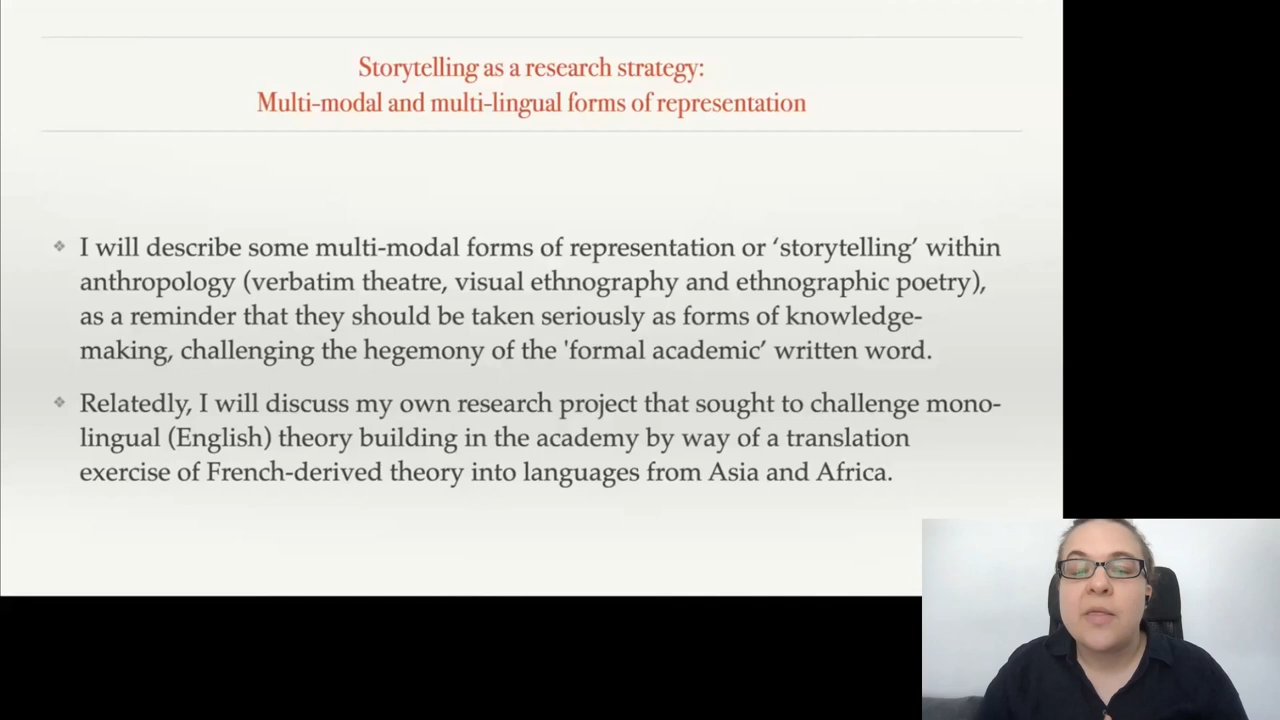 Storytelling as a research strategy:
Multi-modal and multi-lingual forms of representation
❖ I will describe some multi-modal forms of representation or ‘storytelling’ within
anthropology (verbatim theatre, visual ethnography and ethnographic poetry),
as a reminder that they should be taken seriously as forms of knowledge-
making, challenging the hegemony of the 'formal academic’ written word.
❖ Relatedly, I will discuss my own research project that sought to challenge mono-
lingual (English) theory building in the academy by way of a translation
exercise of French-derived theory into languages from Asia and Africa.